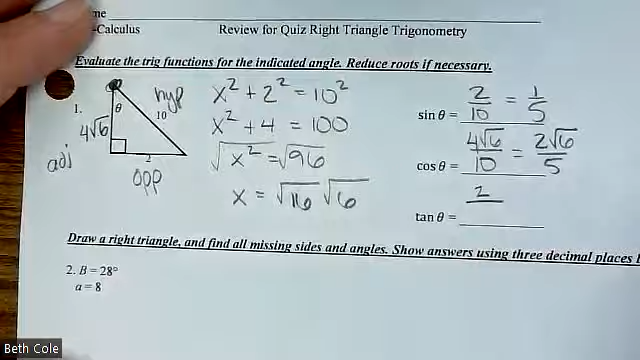 me
-Calculus
Review for Quiz Right Triangle Trigonometry
Evaluate the trig functions for the indicated angle. Reduce roots if necessary.
1.
θ
hyp
10
4√6
adj
2
opp
x² + 2² = 10²
x² + 4 = 100
√x² = √96
x = √16 √6
sin θ = 2/10 = 1/5
cos θ = 4√6/10 = 2√6/5
tan θ = 2
Draw a right triangle, and find all missing sides and angles. Show answers using three decimal places
2. B = 28°
a = 8
Beth Cole